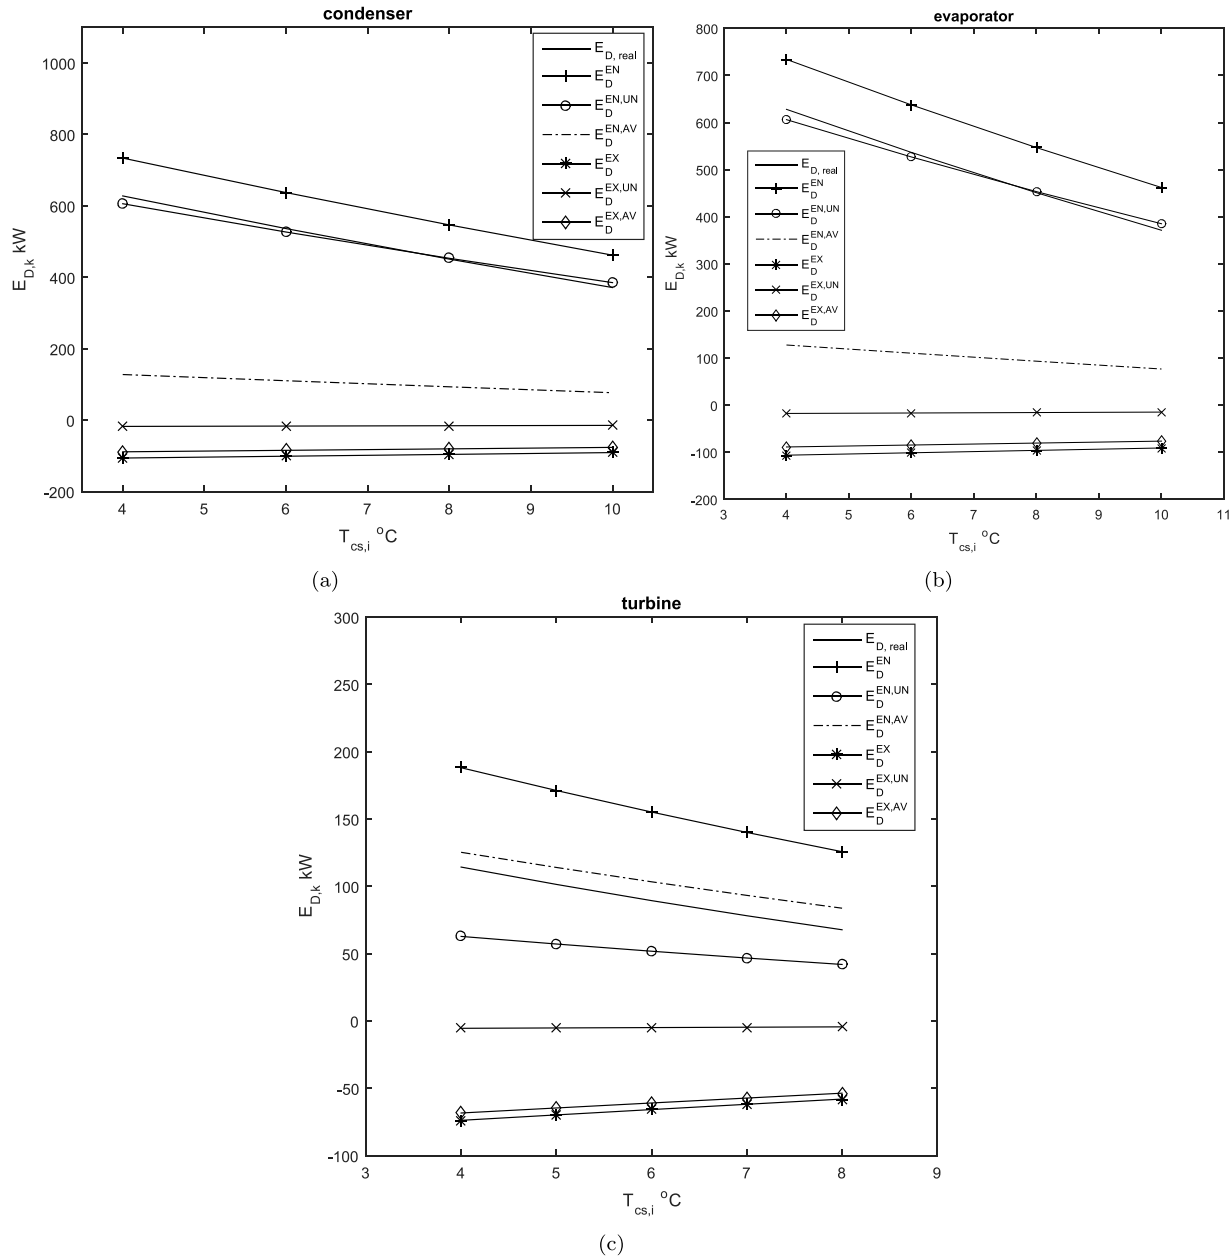 condenser
1000
800
600
400
200
0
-200
4
5
6
7
8
9
10
E_{D,k} kW
T_{cs,i} °C
E_{D, real}
E_D^{EN}
E_D^{EN,UN}
E_D^{EN,AV}
E_D^{EX}
E_D^{EX,UN}
E_D^{EX,AV}
(a)
evaporator
800
700
600
500
400
300
200
100
0
-100
-200
3
4
5
6
7
8
9
10
11
E_{D,k} kW
T_{cs,i} °C
E_{D, real}
E_D^{EN}
E_D^{EN,UN}
E_D^{EN,AV}
E_D^{EX}
E_D^{EX,UN}
E_D^{EX,AV}
(b)
turbine
300
250
200
150
100
50
0
-50
-100
3
4
5
6
7
8
9
E_{D,k} kW
T_{cs,i} °C
E_{D, real}
E_D^{EN}
E_D^{EN,UN}
E_D^{EN,AV}
E_D^{EX}
E_D^{EX,UN}
E_D^{EX,AV}
(c)